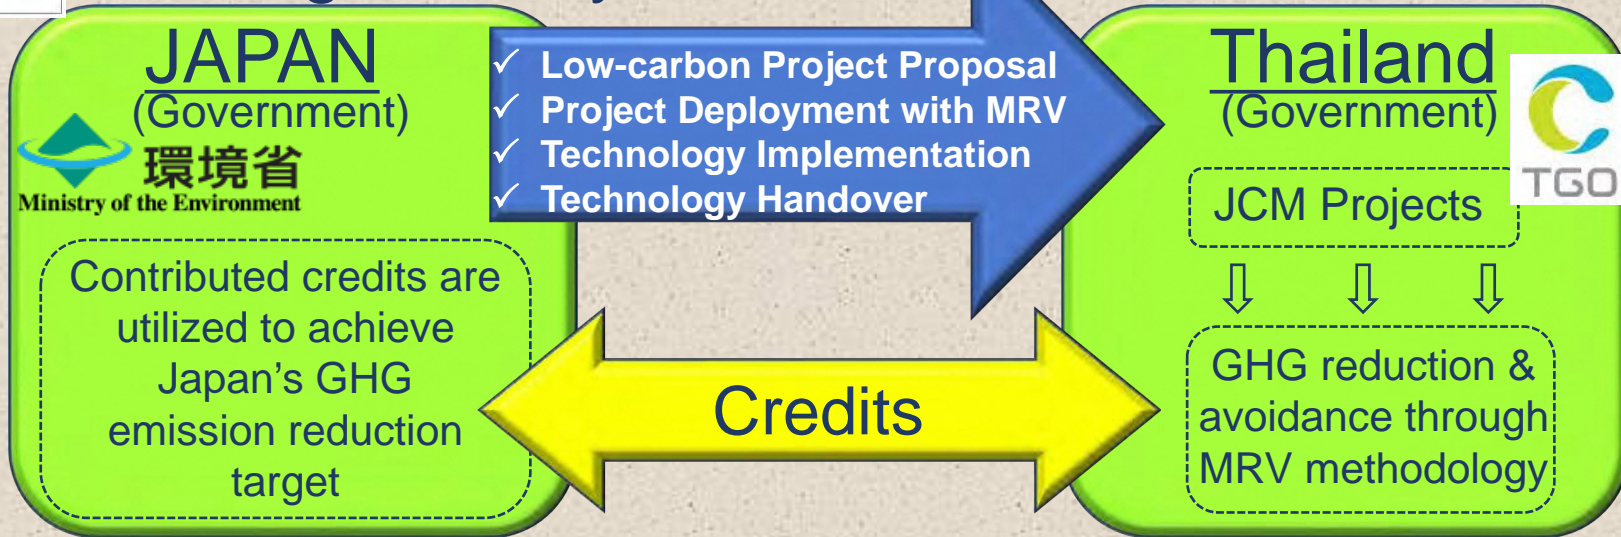 JAPAN
(Government)
環境省
Ministry of the Environment
Contributed credits are
utilized to achieve
Japan’s GHG
emission reduction
target
✓ Low-carbon Project Proposal
✓ Project Deployment with MRV
✓ Technology Implementation
✓ Technology Handover
Credits
Thailand
(Government)
TGO
JCM Projects
GHG reduction &
avoidance through
MRV methodology